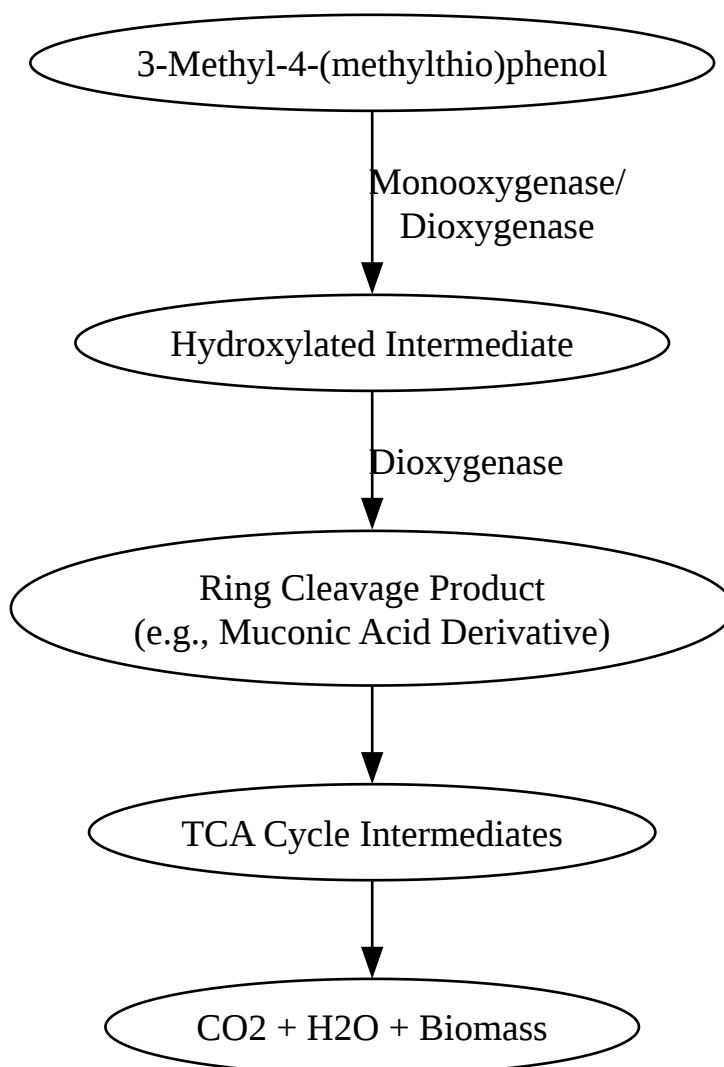 3-Methyl-4-(methylthio)phenol
Monooxygenase/
Dioxygenase
Hydroxylated Intermediate
Dioxygenase
Ring Cleavage Product
(e.g., Muconic Acid Derivative)
TCA Cycle Intermediates
CO2 + H2O + Biomass